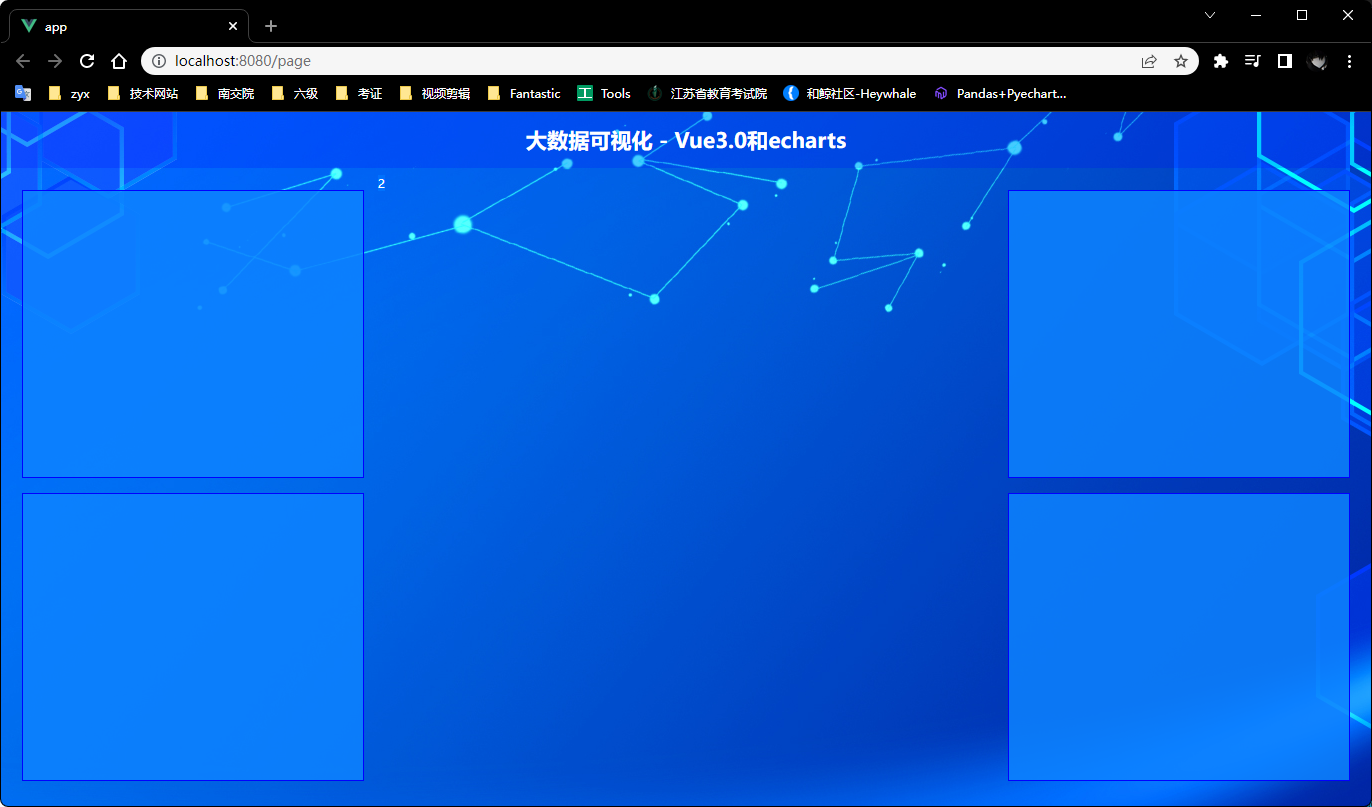 app
localhost:8080/page
zyx
技术网站
南交院
六级
考证
视频剪辑
Fantastic
Tools
江苏省教育考试院
和鲸社区-Heywhale
Pandas+Pyechart...
大数据可视化 - Vue3.0和echarts
2